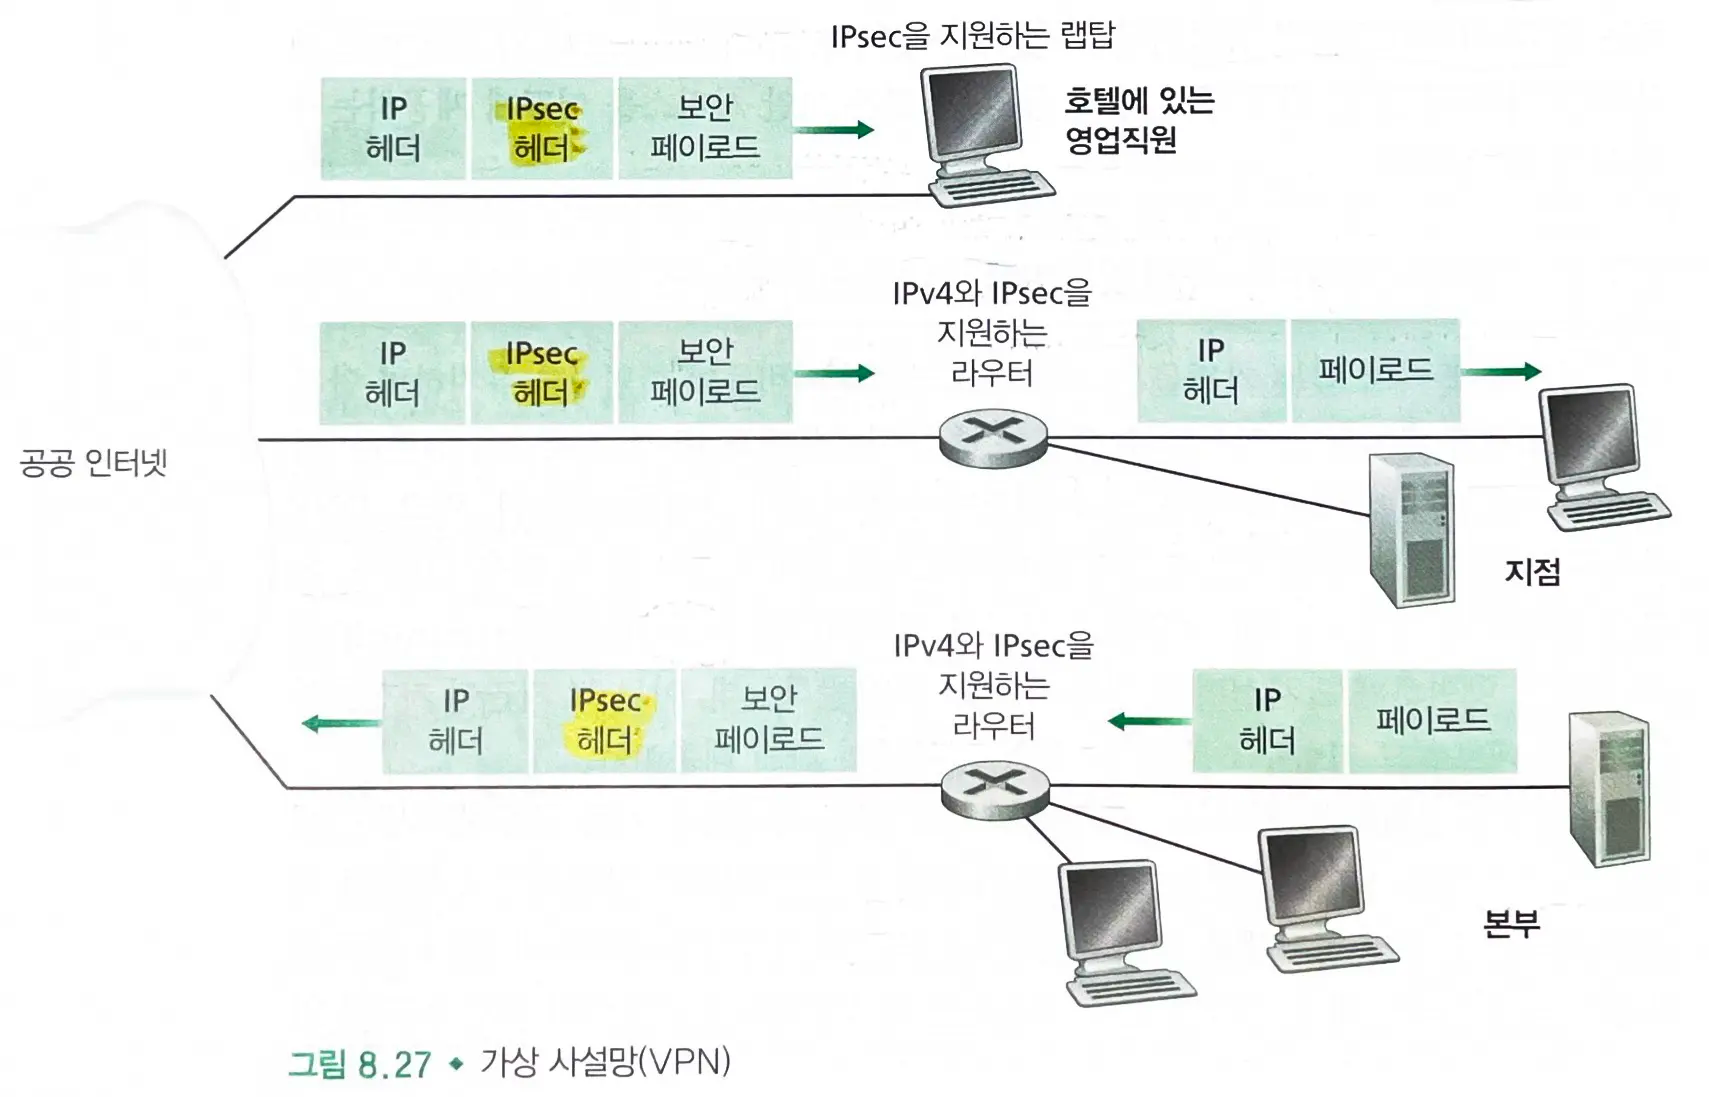 IPsec을 지원하는 랩탑
IP
헤더
IPsec
헤더
보안
페이로드
호텔에 있는
영업직원
IPv4와 IPsec을
지원하는
라우터
IP
헤더
IPsec
헤더
보안
페이로드
IP
헤더
페이로드
공공 인터넷
지점
IPv4와 IPsec을
지원하는
라우터
IP
헤더
IPsec
헤더
보안
페이로드
IP
헤더
페이로드
본부
그림 8.27 ◆ 가상 사설망(VPN)